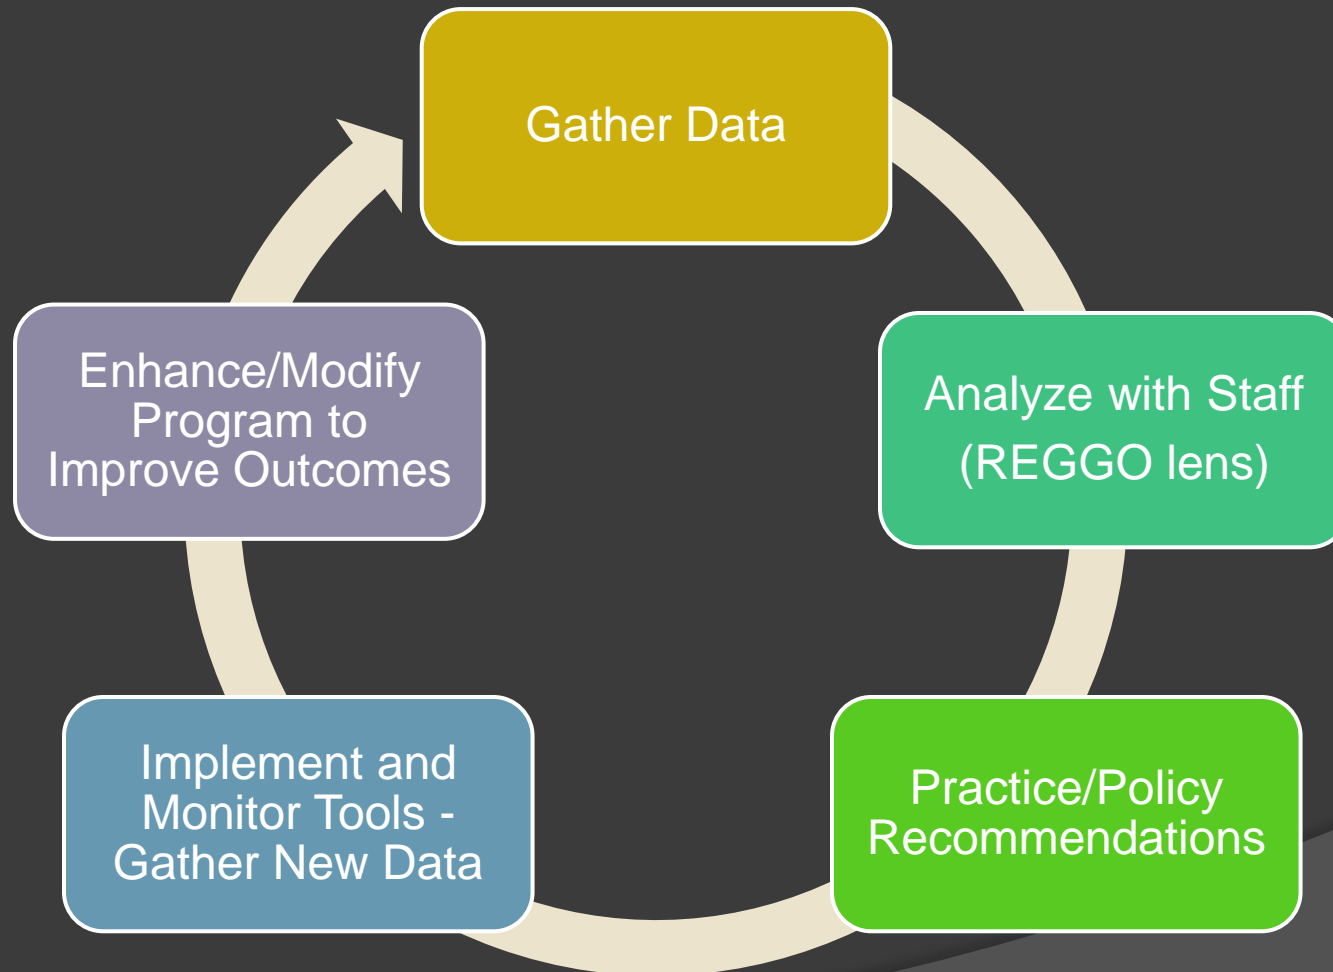 Gather Data
Analyze with Staff
(REGGO lens)
Practice/Policy
Recommendations
Implement and
Monitor Tools -
Gather New Data
Enhance/Modify
Program to
Improve Outcomes